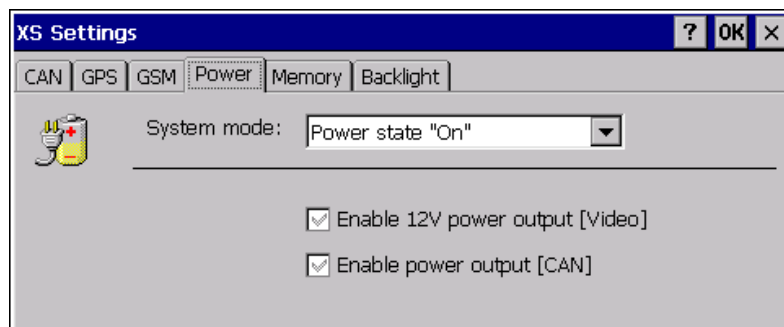 XS Settings ? OK ×
CAN GPS GSM Power Memory Backlight
System mode: Power state "On"
Enable 12V power output [Video]
Enable power output [CAN]